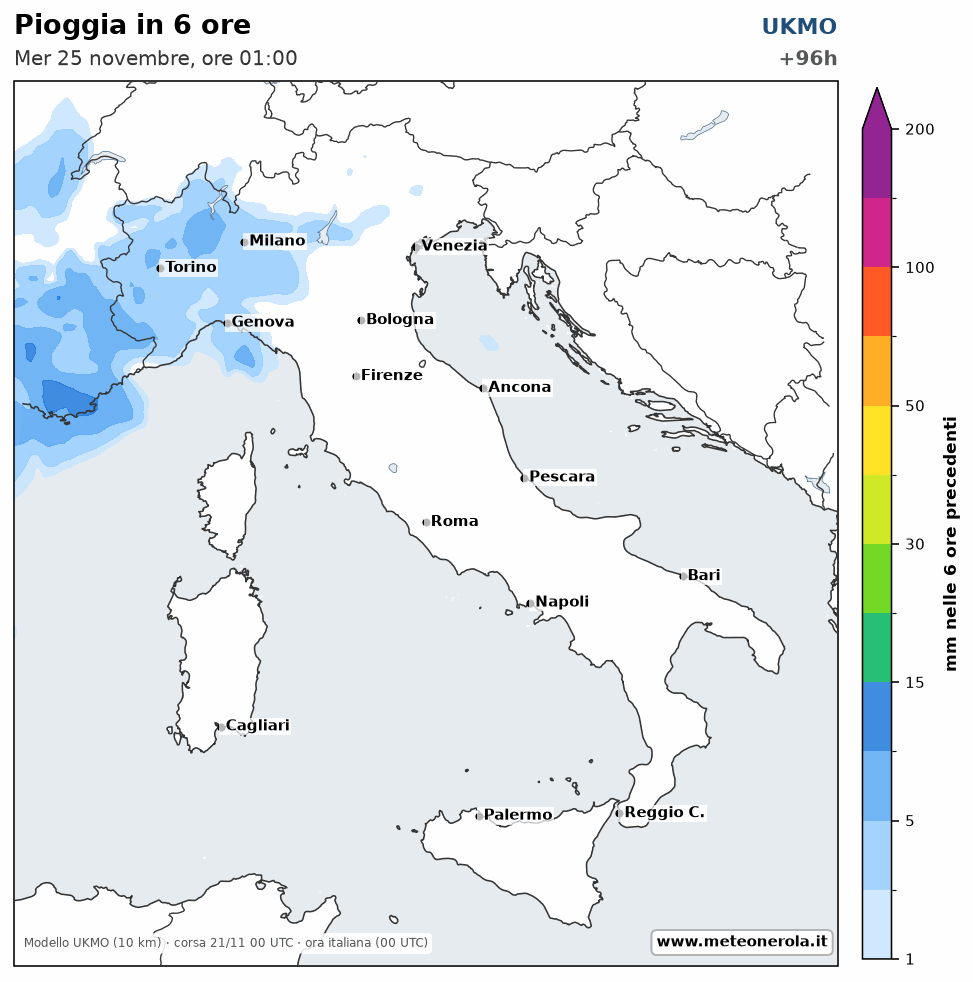 Pioggia in 6 ore
UKMO
Mer 25 novembre, ore 01:00
+96h
Milano
Venezia
Torino
Genova
Bologna
Firenze
Ancona
Pescara
Roma
Bari
Napoli
Cagliari
Palermo
Reggio C.
Modello UKMO (10 km) · corsa 21/11 00 UTC · ora italiana (00 UTC)
www.meteonerola.it
200
100
50
30
15
5
1
mm nelle 6 ore precedenti